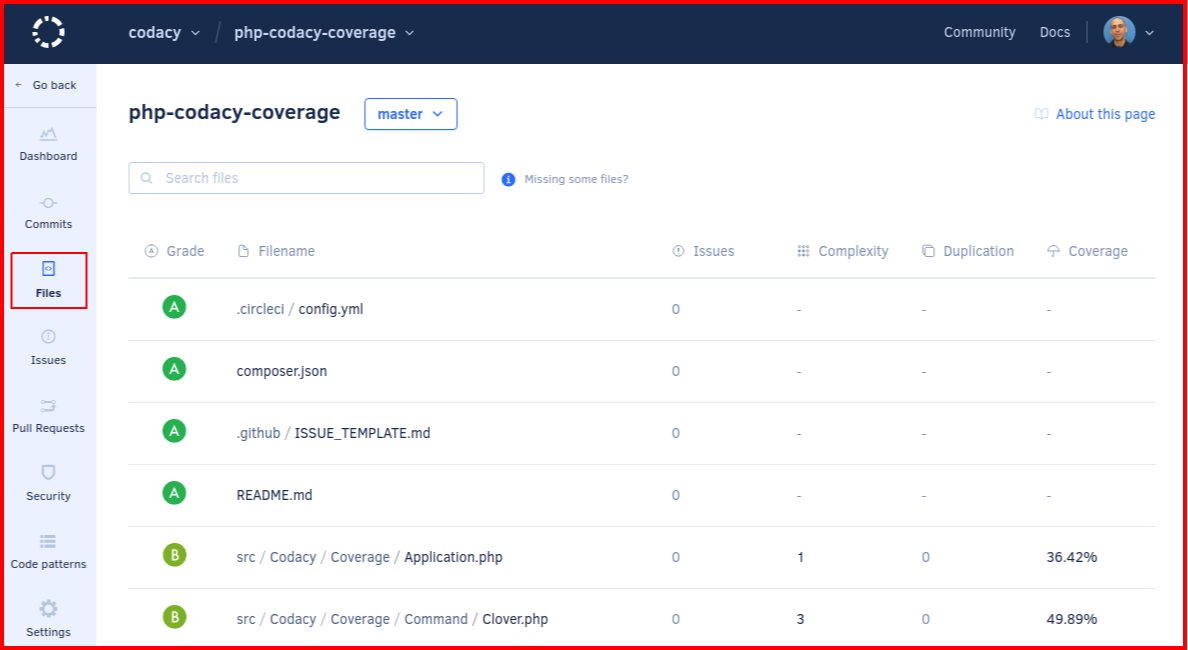 codacy / php-codacy-coverage Community Docs
Go back
Dashboard
Commits
Files
Issues
Pull Requests
Security
Code patterns
Settings
php-codacy-coverage master About this page
Search files Missing some files?
Grade Filename Issues Complexity Duplication Coverage
A .circleci / config.yml 0 - - -
A composer.json 0 - - -
A .github / ISSUE_TEMPLATE.md 0 - - -
A README.md 0 - - -
B src / Codacy / Coverage / Application.php 0 1 0 36.42%
B src / Codacy / Coverage / Command / Clover.php 0 3 0 49.89%